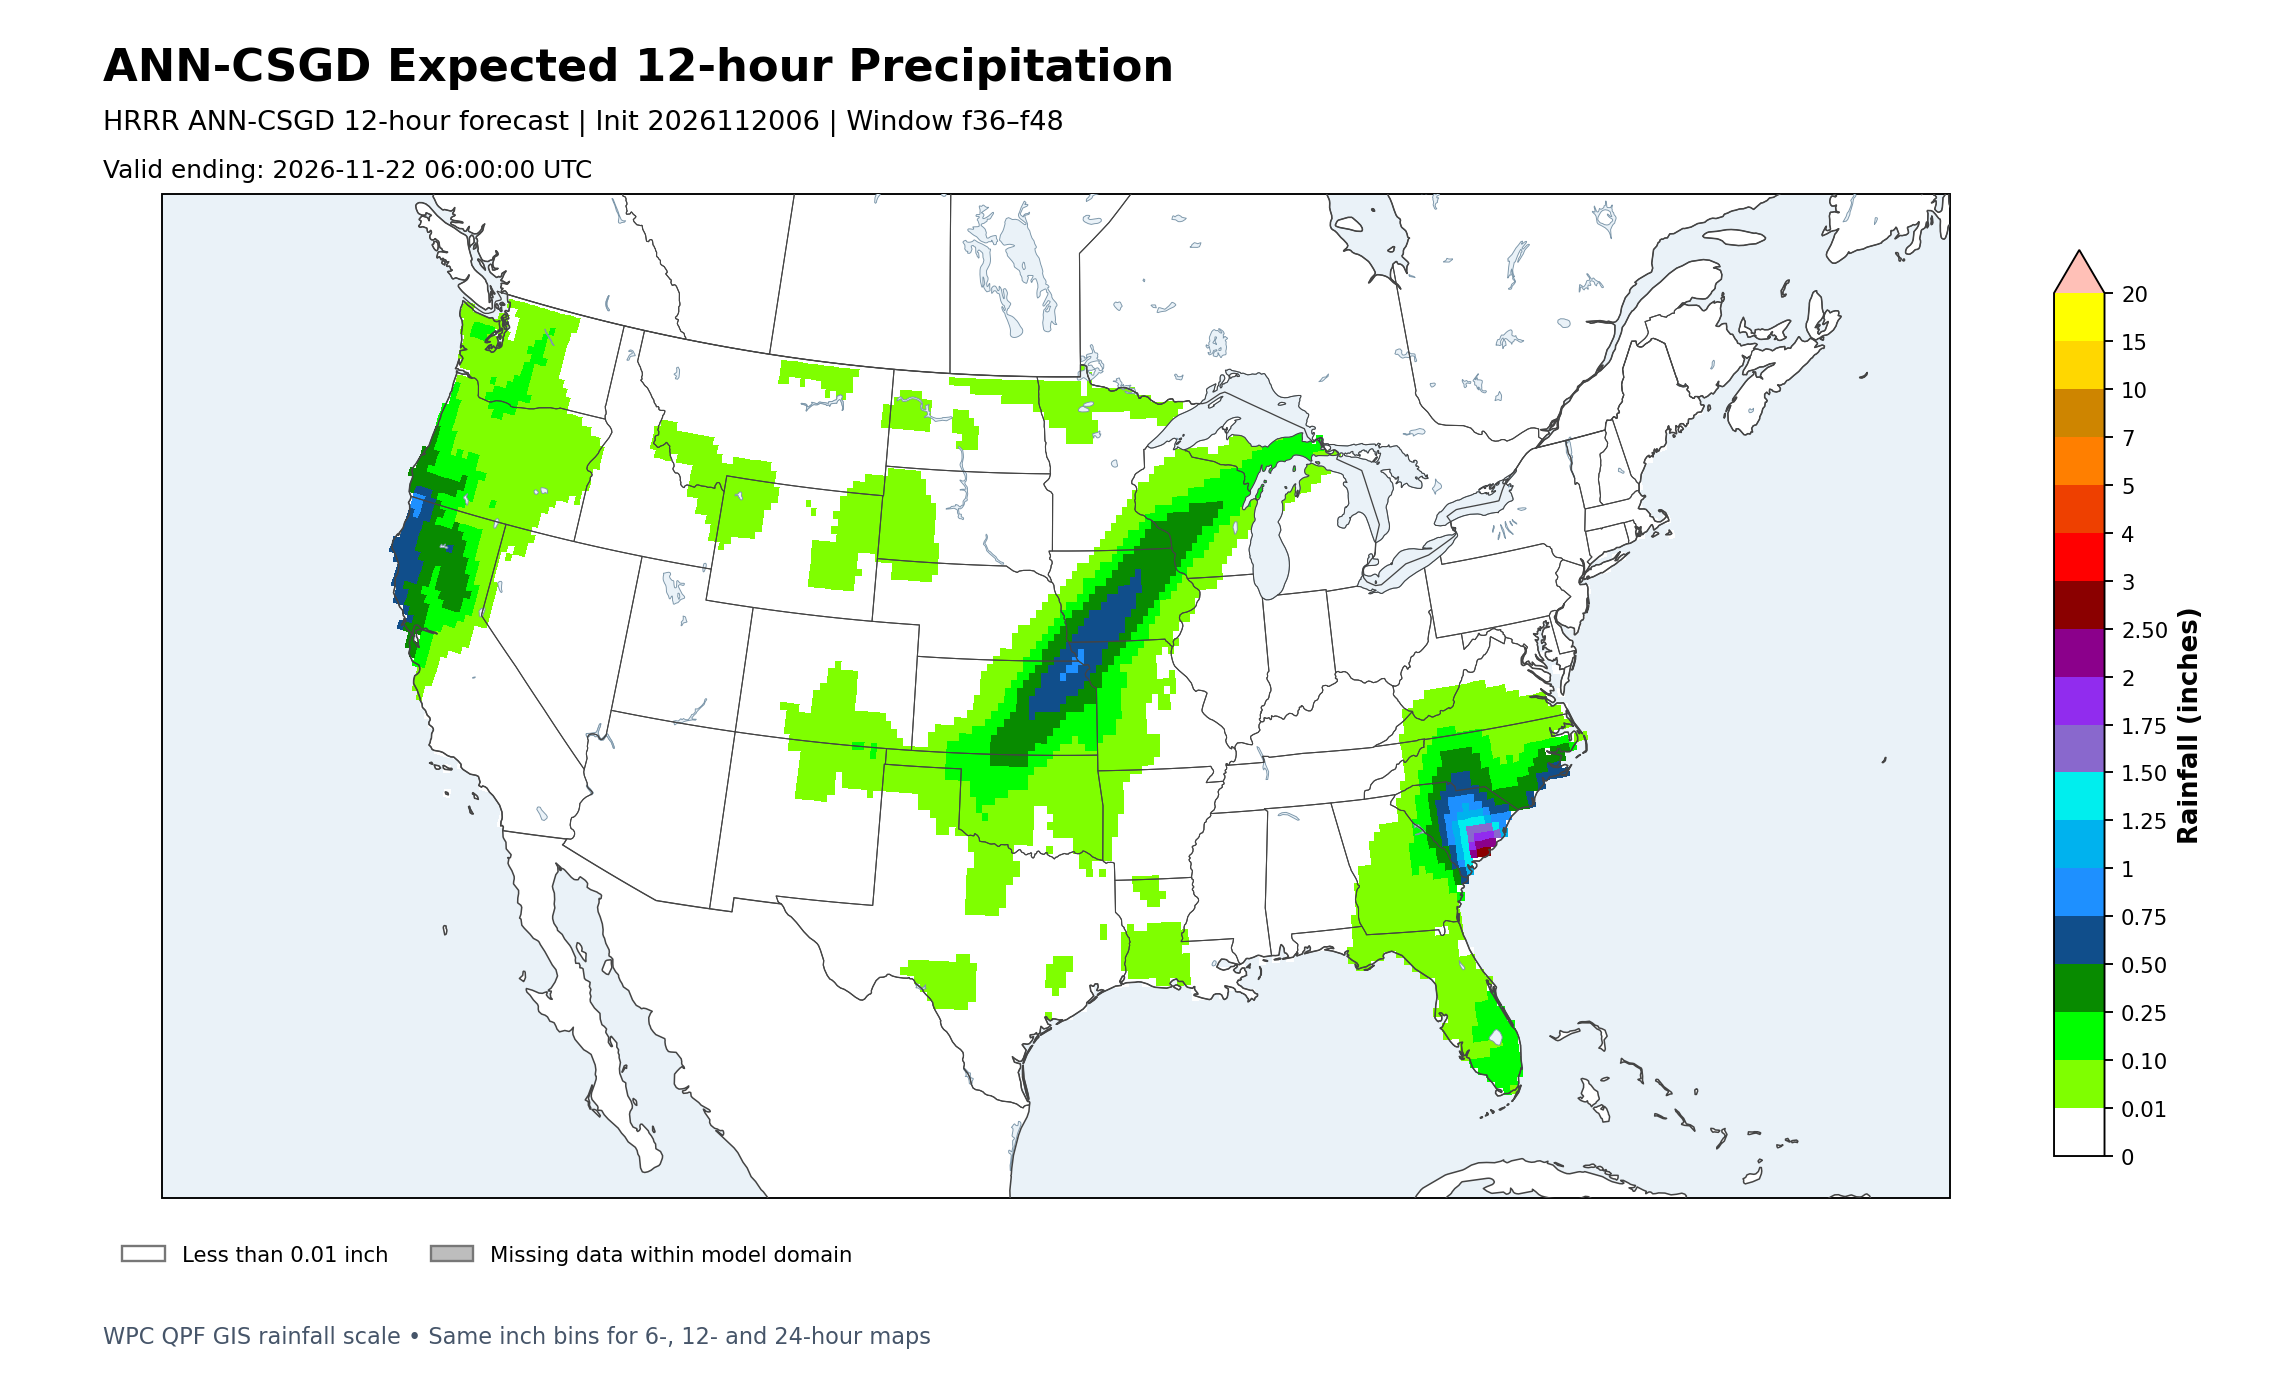 ANN-CSGD Expected 12-hour Precipitation
HRRR ANN-CSGD 12-hour forecast | Init 2026112006 | Window f36–f48
Valid ending: 2026-11-22 06:00:00 UTC
20
15
10
7
5
4
3
2.50
2
1.75
1.50
1.25
1
0.75
0.50
0.25
0.10
0.01
0
Rainfall (inches)
Less than 0.01 inch
Missing data within model domain
WPC QPF GIS rainfall scale • Same inch bins for 6-, 12- and 24-hour maps